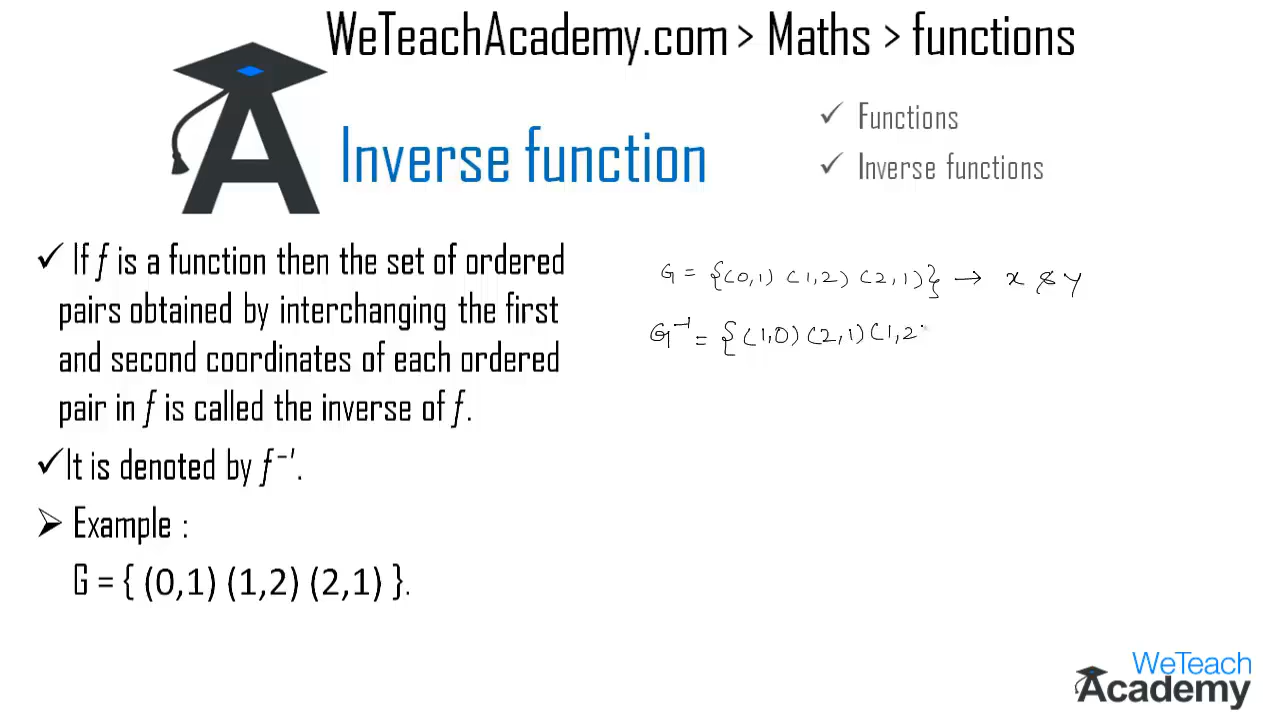 WeTeachAcademy.com > Maths > functions
Inverse function
✓ Functions
✓ Inverse functions
✓ If f is a function then the set of ordered
pairs obtained by interchanging the first
and second coordinates of each ordered
pair in f is called the inverse of f.
✓ It is denoted by f⁻¹.
➢ Example :
G = { (0,1) (1,2) (2,1) }.
G = {(0,1) (1,2) (2,1)} → x & y
G⁻¹ = {(1,0) (2,1) (1,2
WeTeach
Academy